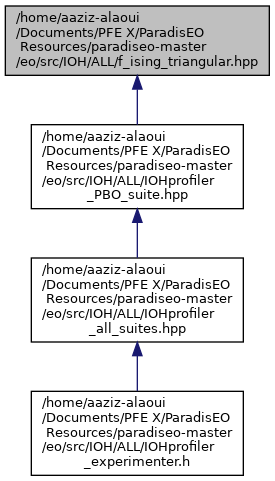 /home/aaziz-alaoui
/Documents/PFE X/ParadisEO
Resources/paradiseo-master
/eo/src/IOH/ALL/f_ising_triangular.hpp
/home/aaziz-alaoui
/Documents/PFE X/ParadisEO
Resources/paradiseo-master
/eo/src/IOH/ALL/IOHprofiler
_PBO_suite.hpp
/home/aaziz-alaoui
/Documents/PFE X/ParadisEO
Resources/paradiseo-master
/eo/src/IOH/ALL/IOHprofiler
_all_suites.hpp
/home/aaziz-alaoui
/Documents/PFE X/ParadisEO
Resources/paradiseo-master
/eo/src/IOH/ALL/IOHprofiler
_experimenter.h